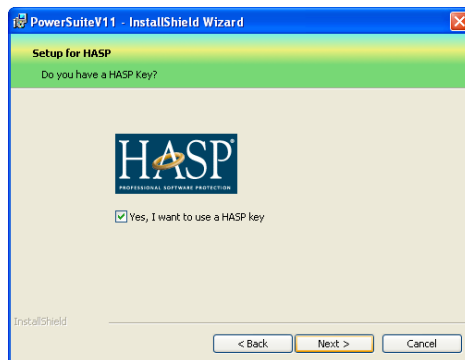 PowerSuiteV11 - InstallShield Wizard
Setup for HASP
Do you have a HASP Key?
HASP®
PROFESSIONAL SOFTWARE PROTECTION
Yes, I want to use a HASP key
InstallShield
< Back
Next >
Cancel